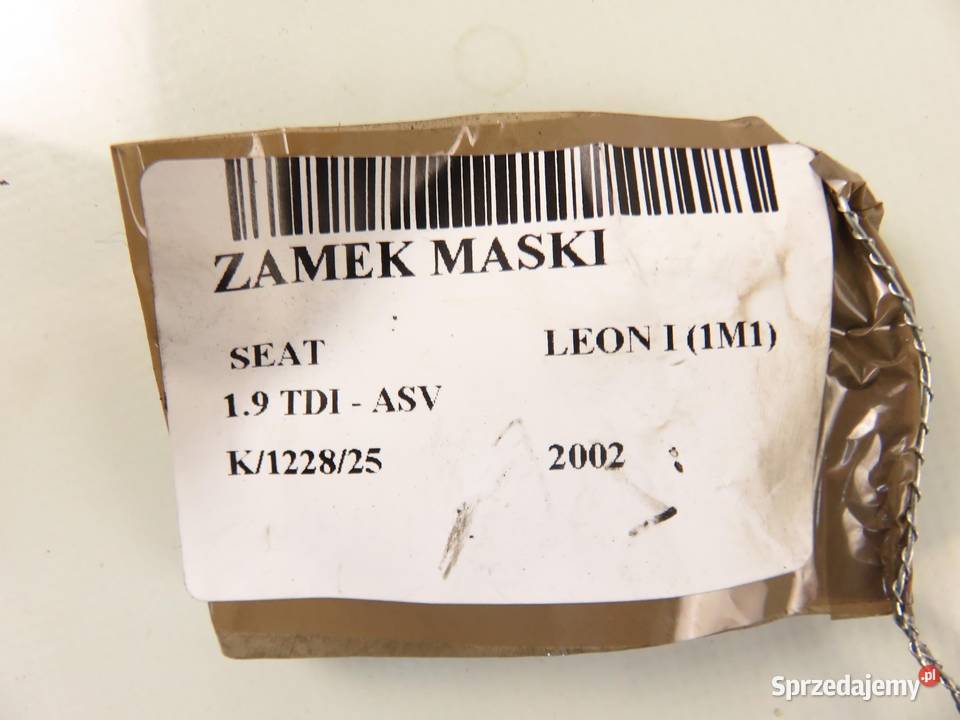 ZAMEK MASKI
SEAT LEON I (1M1)
1.9 TDI - ASV
K/1228/25 2002
Sprzedajemy.pl